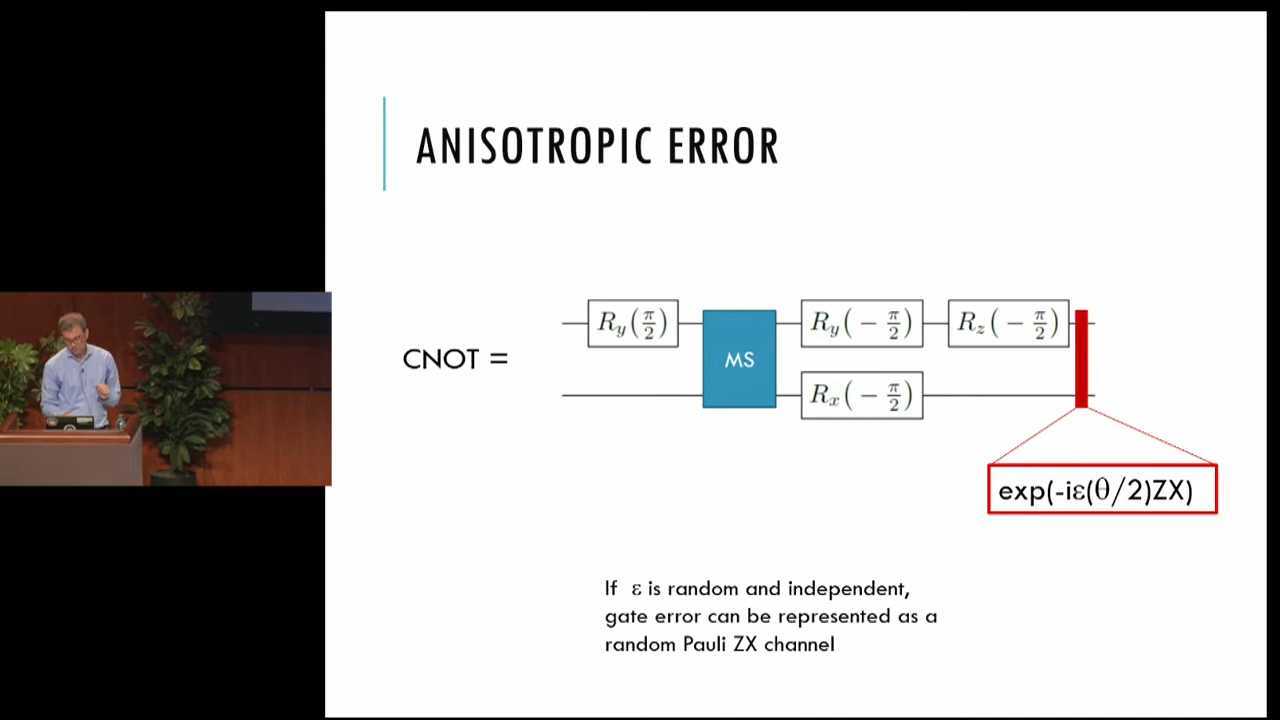 ANISOTROPIC ERROR
CNOT =
R_y(π/2)
MS
R_y(−π/2)
R_z(−π/2)
R_x(−π/2)
exp(-iε(θ/2)ZX)
If ε is random and independent,
gate error can be represented as a
random Pauli ZX channel